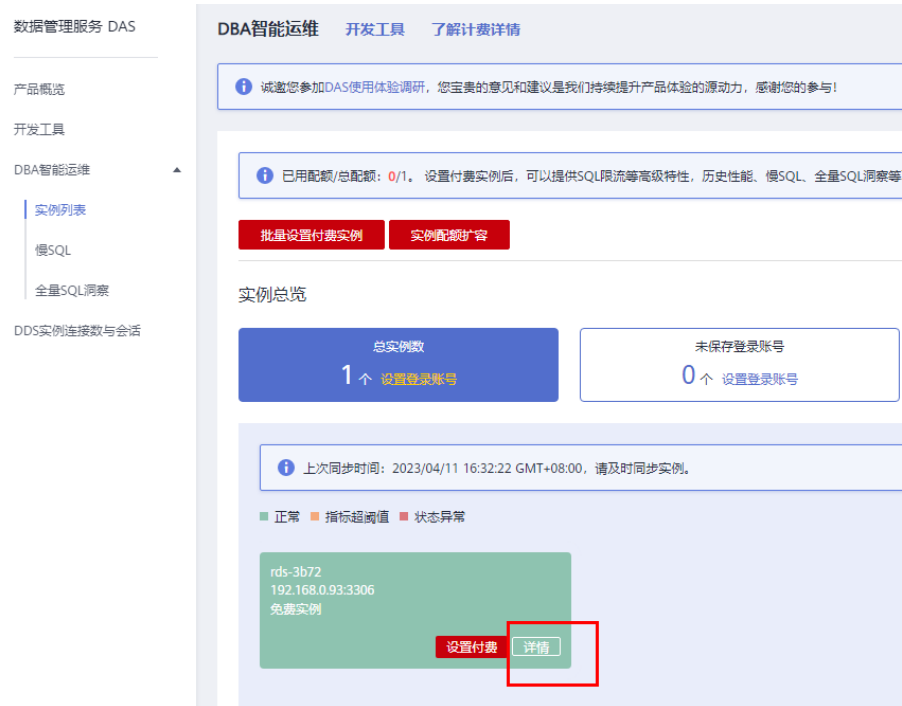 数据管理服务 DAS
产品概览
开发工具
DBA智能运维
实例列表
慢SQL
全量SQL洞察
DDS实例连接数与会话
DBA智能运维 开发工具 了解计费详情
诚邀您参加DAS使用体验调研，您宝贵的意见和建议是我们持续提升产品体验的源动力，感谢您的参与！
已用配额/总配额：0/1。 设置付费实例后，可以提供SQL限流等高级特性，历史性能、慢SQL、全量SQL洞察等
批量设置付费实例 实例配额扩容
实例总览
总实例数
1 个 设置登录账号
未保存登录账号
0 个 设置登录账号
上次同步时间：2023/04/11 16:32:22 GMT+08:00，请及时同步实例。
正常 指标超阈值 状态异常
rds-3b72
192.168.0.93:3306
免费实例
设置付费 详情